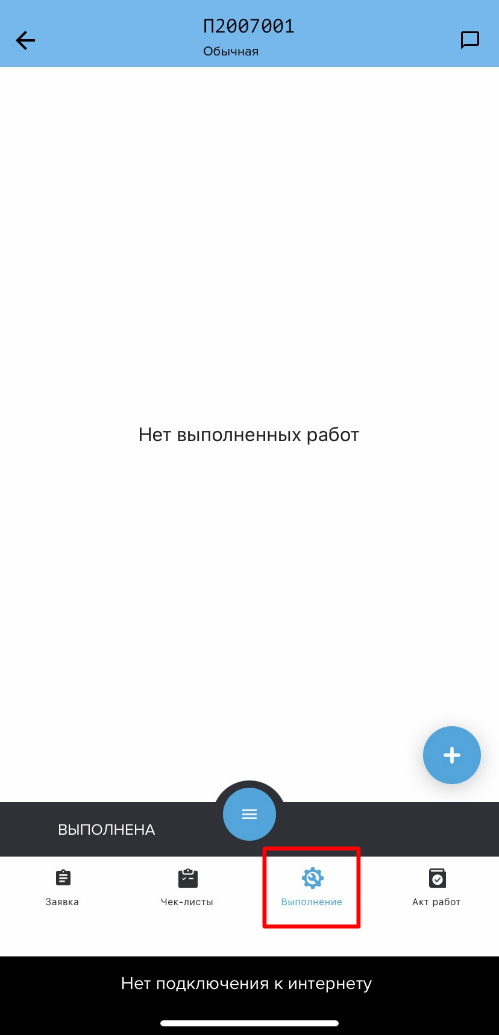 П2007001
Обычная
Нет выполненных работ
ВЫПОЛНЕНА
Заявка
Чек-листы
Выполнение
Акт работ
Нет подключения к интернету